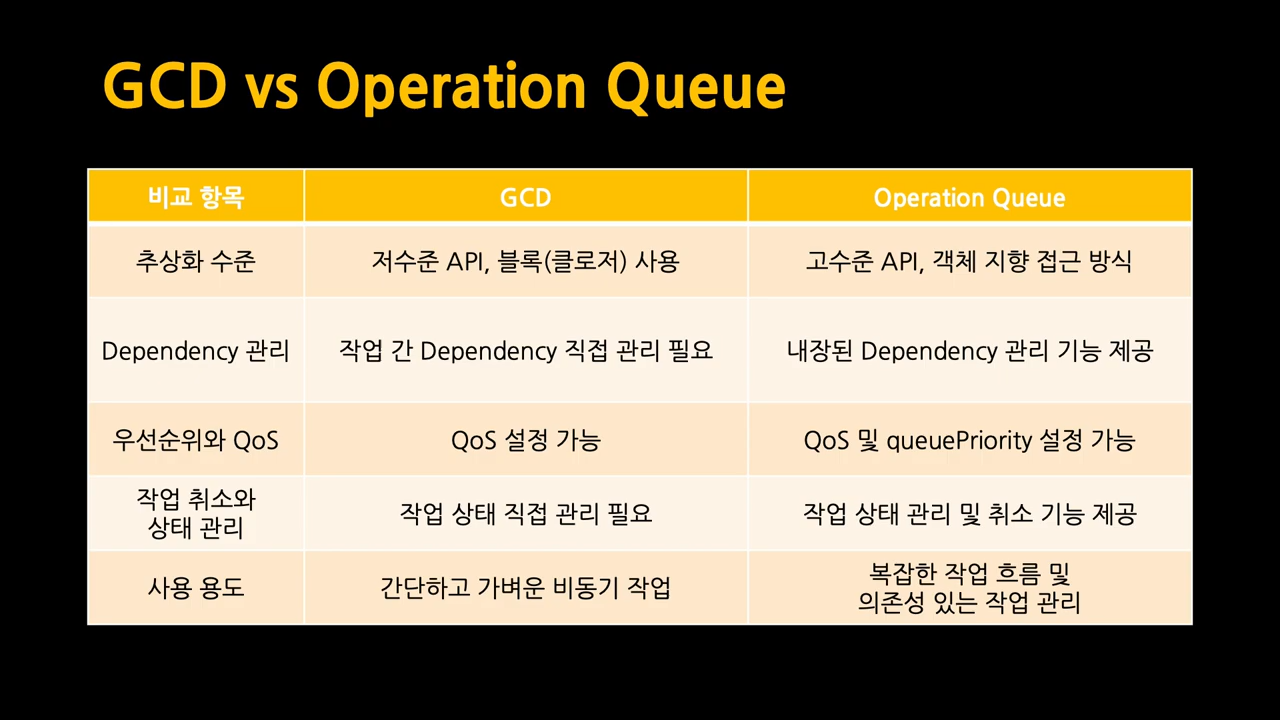 GCD vs Operation Queue
비교 항목
GCD
Operation Queue
추상화 수준
저수준 API, 블록(클로저) 사용
고수준 API, 객체 지향 접근 방식
Dependency 관리
작업 간 Dependency 직접 관리 필요
내장된 Dependency 관리 기능 제공
우선순위와 QoS
QoS 설정 가능
QoS 및 queuePriority 설정 가능
작업 취소와
상태 관리
작업 상태 직접 관리 필요
작업 상태 관리 및 취소 기능 제공
사용 용도
간단하고 가벼운 비동기 작업
복잡한 작업 흐름 및
의존성 있는 작업 관리